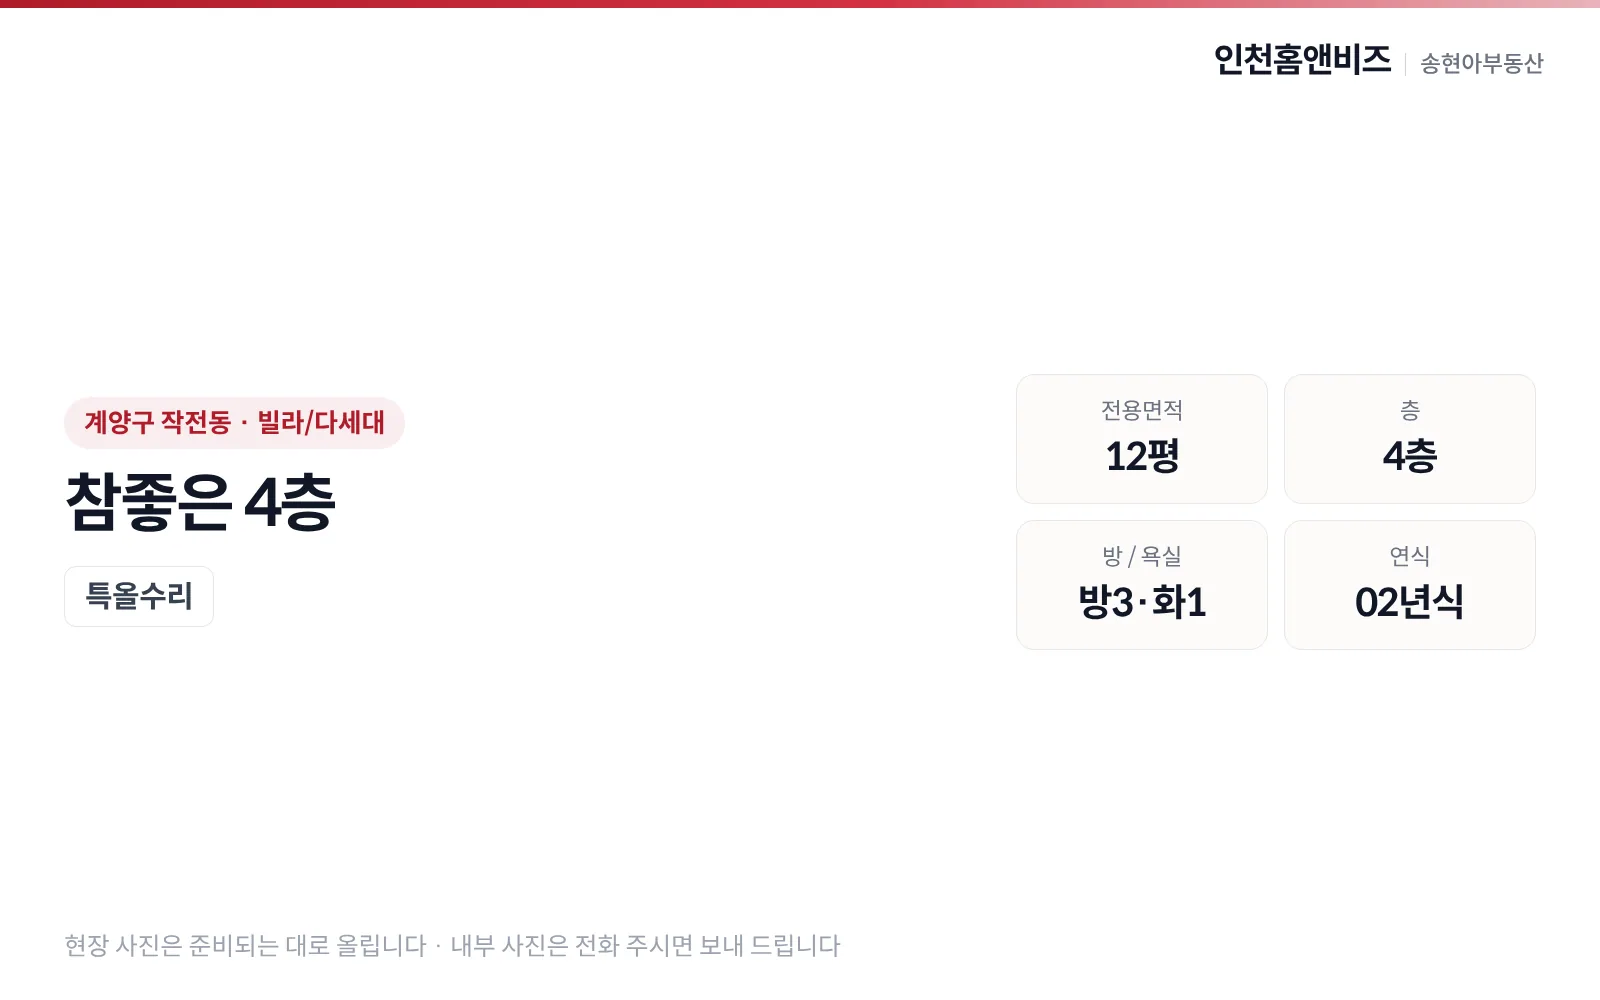 인천홈앤비즈 | 송현아부동산
계양구 작전동 · 빌라/다세대
참좋은 4층
특올수리
전용면적
12평
층
4층
방 / 욕실
방3·화1
연식
02년식
현장 사진은 준비되는 대로 올립니다 · 내부 사진은 전화 주시면 보내 드립니다